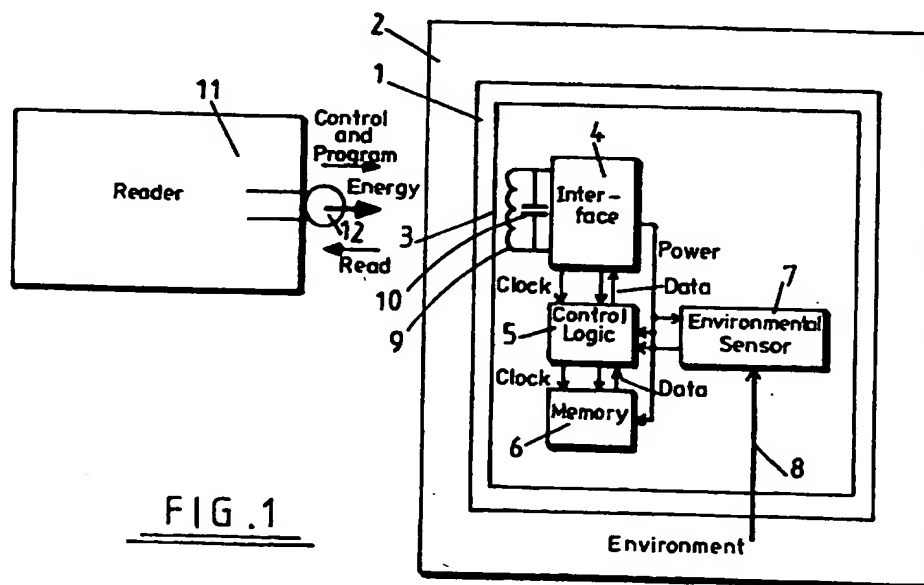 2
1
11
Control
and
Program
Reader
Energy
12
Read
3
10
9
4
Inter-
face
Power
Clock
Data
7
5
Control
Logic
Environmental
Sensor
Clock
Data
Memory
6
8
FIG.1
Environment